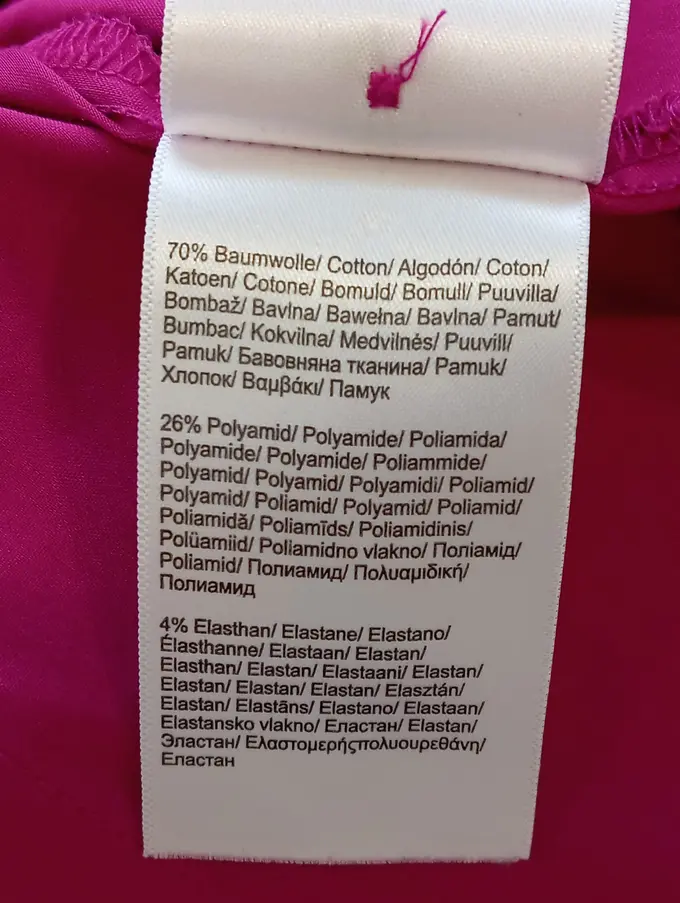 70% Baumwolle/ Cotton/ Algodón/ Coton/
Katoen/ Cotone/ Bomuld/ Bomull/ Puuvilla/
Bombaž/ Bavlna/ Bawełna/ Bavlna/ Pamut/
Bumbac/ Kokvilna/ Medvilnės/ Puuvill/
Pamuk/ Бавовняна тканина/ Pamuk/
Хлопок/ Βαμβάκι/ Памук
26% Polyamid/ Polyamide/ Poliamida/
Polyamide/ Polyamide/ Poliammide/
Polyamid/ Polyamid/ Polyamidi/ Poliamid/
Polyamid/ Poliamid/ Polyamid/ Poliamid/
Poliamidă/ Poliamīds/ Poliamidinis/
Polüamiid/ Poliamidno vlakno/ Поліамід/
Poliamid/ Полиамид/ Πολυαμιδική/
Полиамид
4% Elasthan/ Elastane/ Elastano/
Élasthanne/ Elastaan/ Elastan/
Elasthan/ Elastan/ Elastaani/ Elastan/
Elastan/ Elastan/ Elastan/ Elasztán/
Elastan/ Elastāns/ Elastano/ Elastaan/
Elastansko vlakno/ Еластан/ Elastan/
Эластан/ Ελαστομερήςπολυουρεθάνη/
Еластан